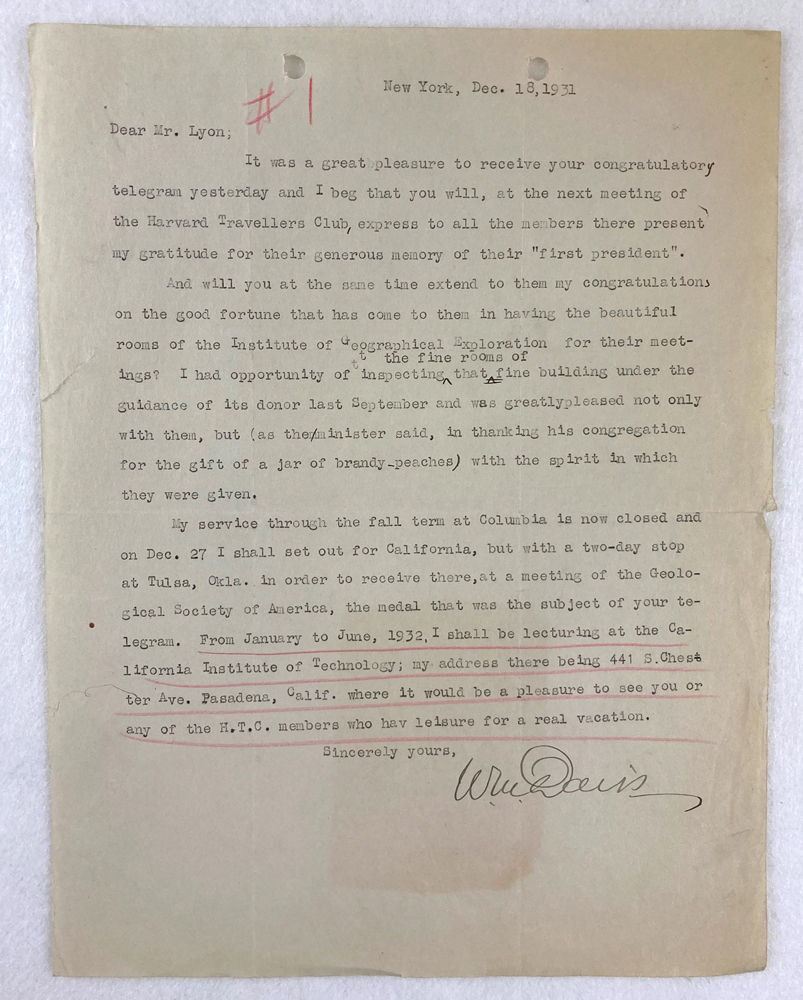 #1
New York, Dec. 18,1931
Dear Mr. Lyon;
It was a great pleasure to receive your congratulatory
telegram yesterday and I beg that you will, at the next meeting of
the Harvard Travellers Club, express to all the members there present
my gratitude for their generous memory of their "first president".
And will you at the same time extend to them my congratulations
on the good fortune that has come to them in having the beautiful
rooms of the Institute of Geographical Exploration for their meet-
the fine rooms of
ings? I had opportunity of inspecting that fine building under the
guidance of its donor last September and was greatlypleased not only
with them, but (as the/minister said, in thanking his congregation
for the gift of a jar of brandy-peaches) with the spirit in which
they were given.
My service through the fall term at Columbia is now closed and
on Dec. 27 I shall set out for California, but with a two-day stop
at Tulsa, Okla. in order to receive there,at a meeting of the Geolo-
gical Society of America, the medal that was the subject of your te-
legram. From January to June, 1932, I shall be lecturing at the Ca-
lifornia Institute of Technology; my address there being 441 S.Ches
ter Ave. Pasadena, Calif. where it would be a pleasure to see you or
any of the H.T.C. members who hav leisure for a real vacation.
Sincerely yours,
Wm. Davis